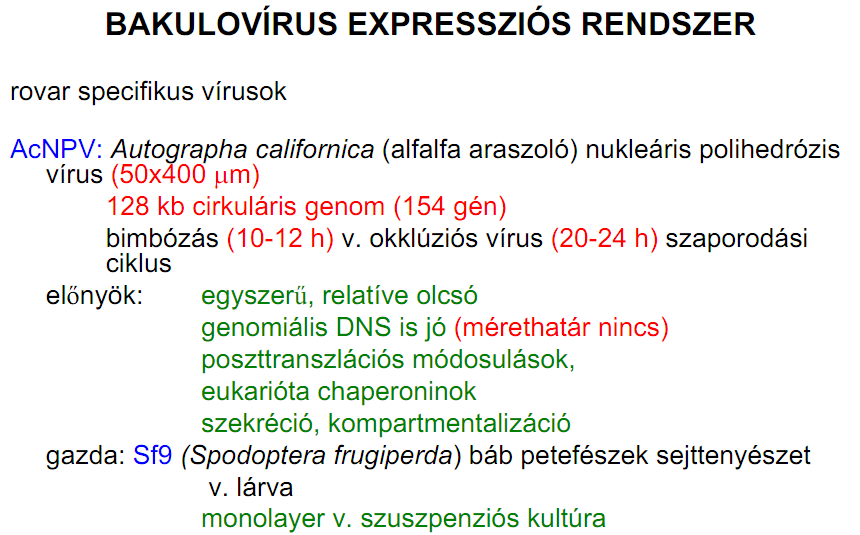 BAKULOVÍRUS EXPRESSZIÓS RENDSZER
rovar specifikus vírusok
AcNPV: Autographa californica (alfalfa araszoló) nukleáris polihedrózis
vírus (50x400 μm)
128 kb cirkuláris genom (154 gén)
bimbózás (10-12 h) v. okklúziós vírus (20-24 h) szaporodási
ciklus
előnyök: egyszerű, relatíve olcsó
genomiális DNS is jó (mérethatár nincs)
poszttranszlációs módosulások,
eukarióta chaperoninok
szekréció, kompartmentalizáció
gazda: Sf9 (Spodoptera frugiperda) báb petefészek sejttenyészet
v. lárva
monolayer v. szuszpenziós kultúra